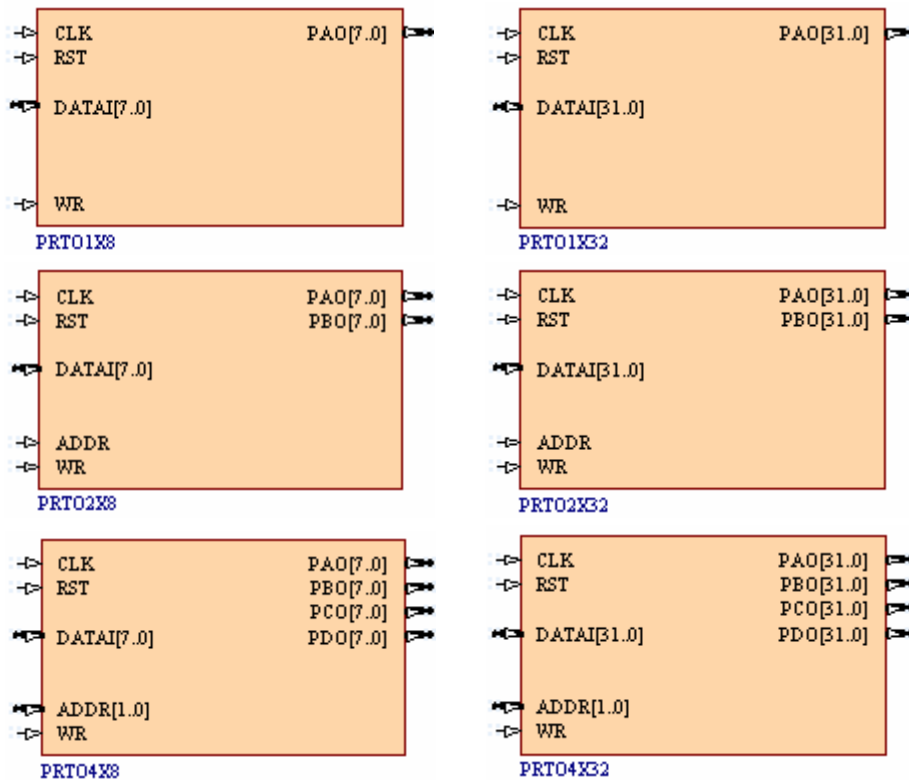 CLK PAO[7..0]
RST
DATAI[7..0]
WR
PRTO1X8
CLK PAO[31..0]
RST
DATAI[31..0]
WR
PRTO1X32
CLK PAO[7..0]
RST PBO[7..0]
DATAI[7..0]
ADDR
WR
PRTO2X8
CLK PAO[31..0]
RST PBO[31..0]
DATAI[31..0]
ADDR
WR
PRTO2X32
CLK PAO[7..0]
RST PBO[7..0]
PCO[7..0]
DATAI[7..0] PDO[7..0]
ADDR[1..0]
WR
PRTO4X8
CLK PAO[31..0]
RST PBO[31..0]
PCO[31..0]
DATAI[31..0] PDO[31..0]
ADDR[1..0]
WR
PRTO4X32